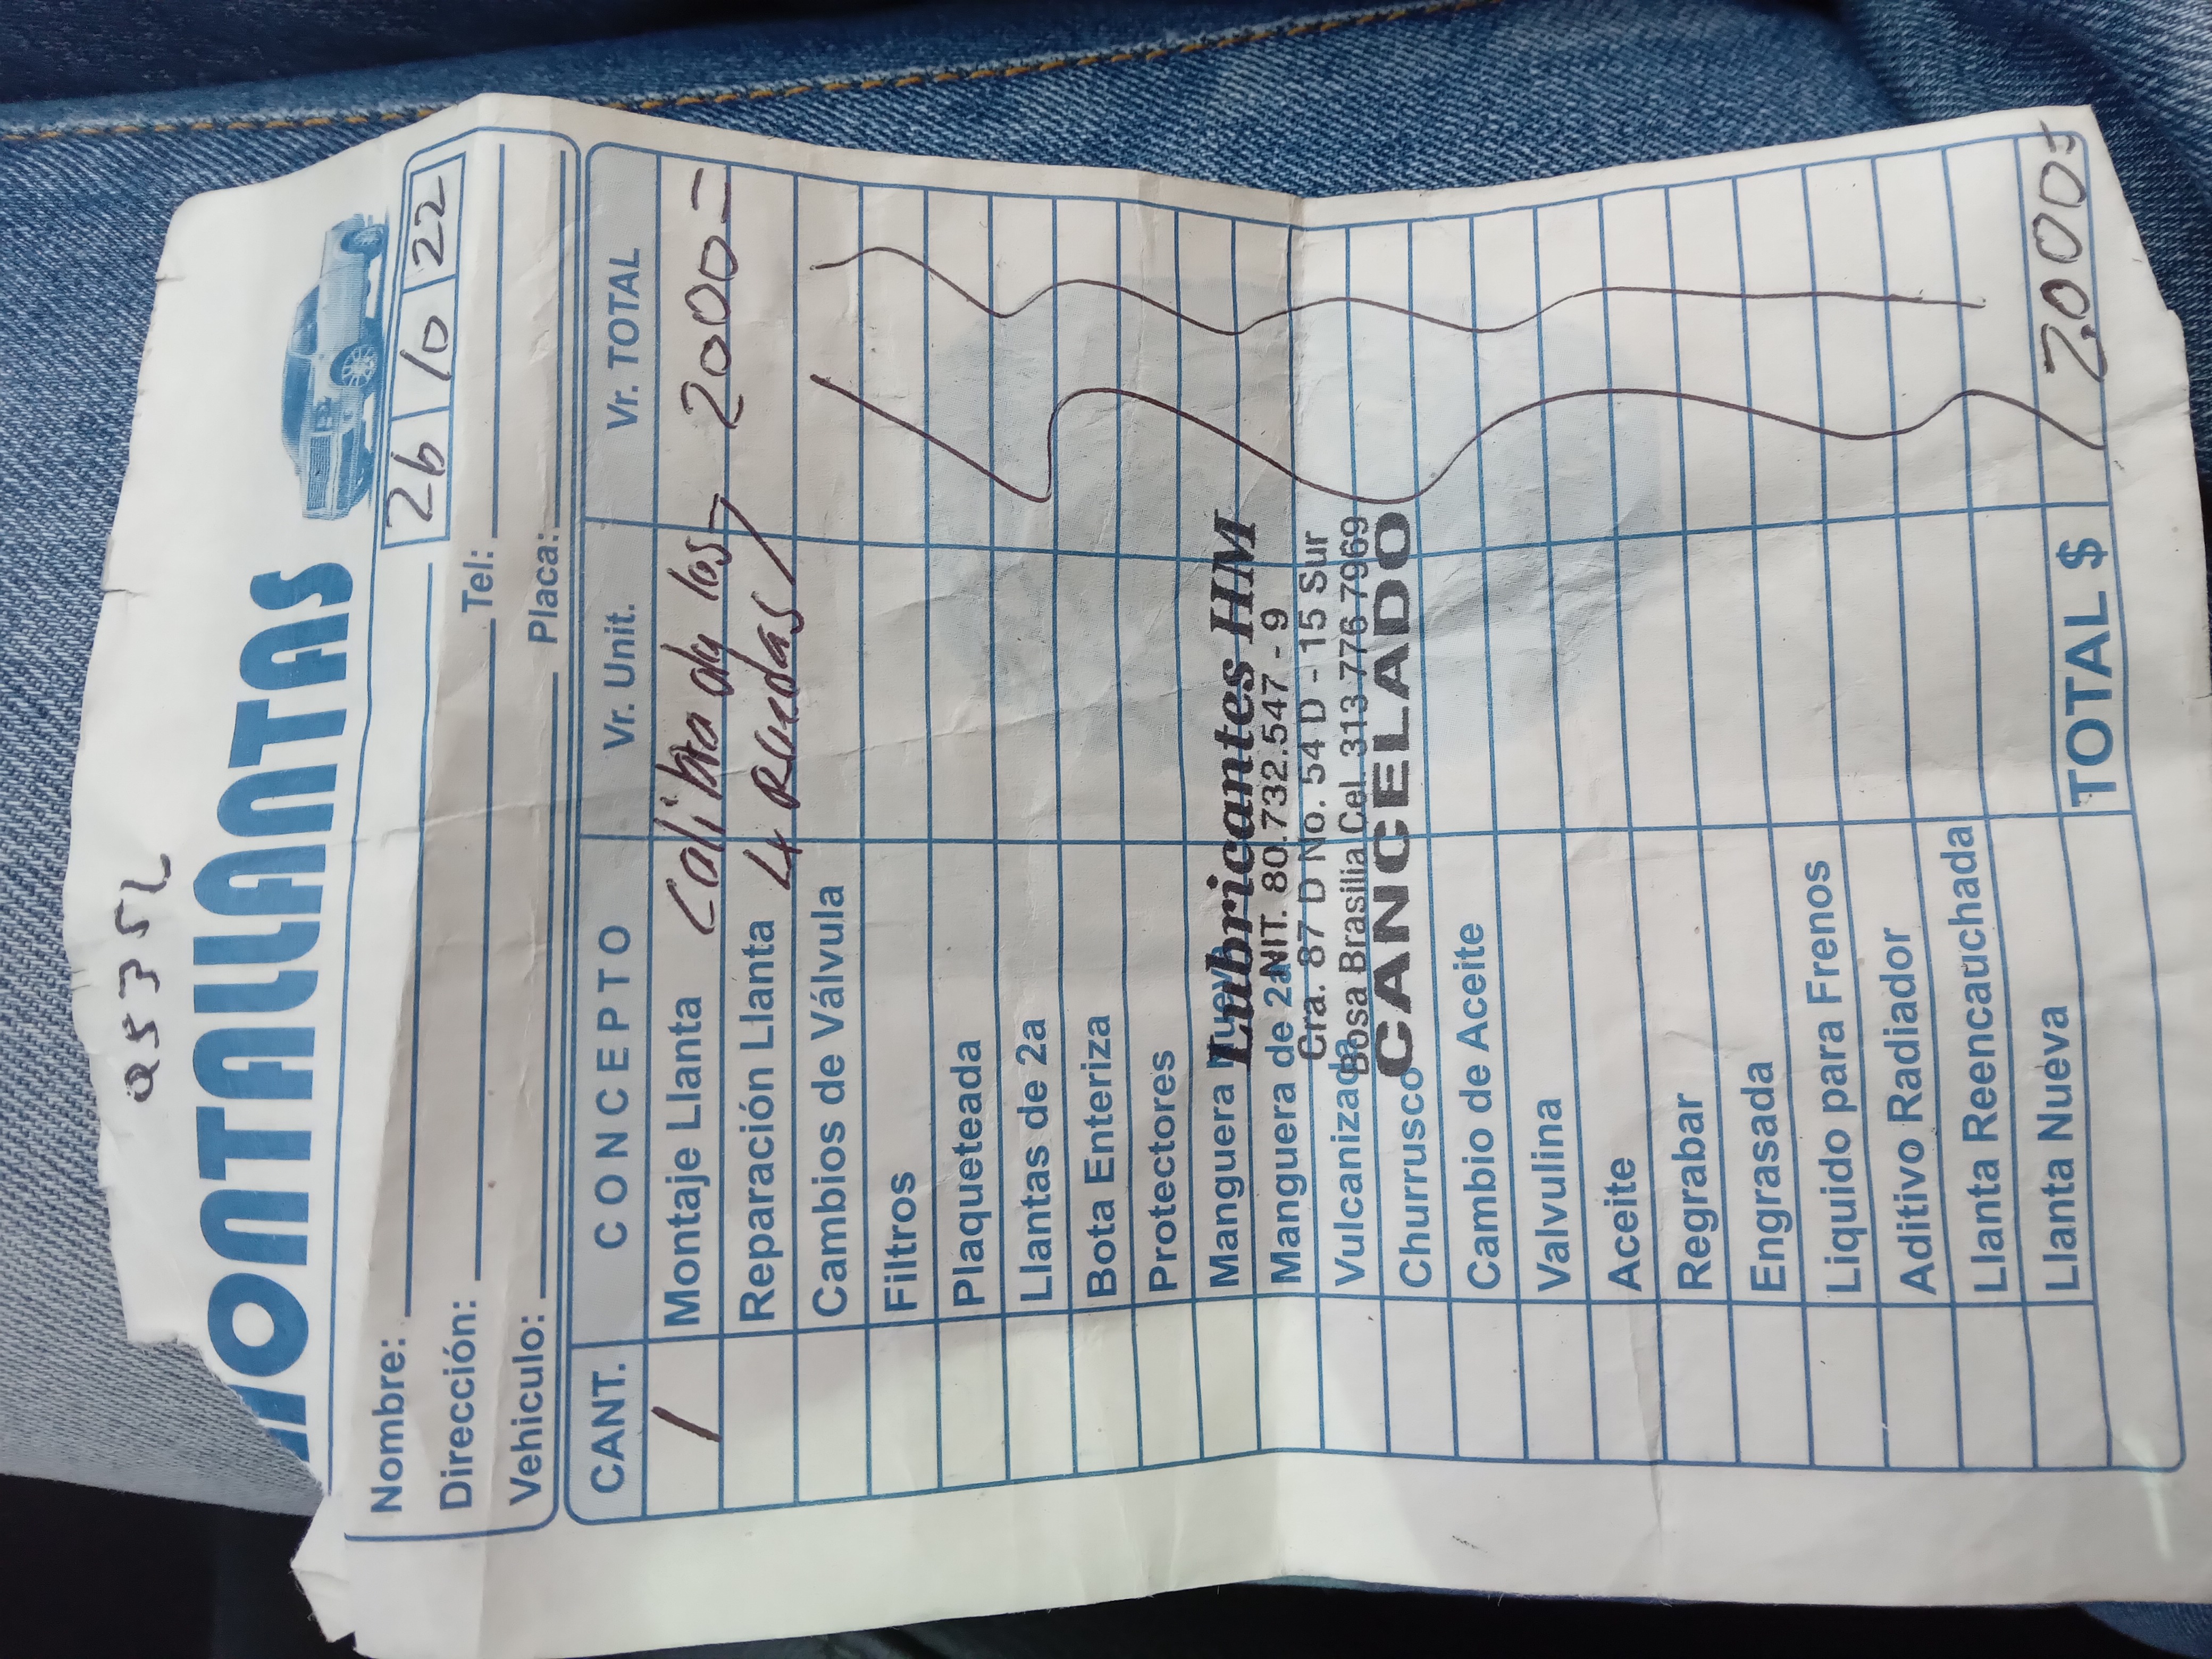 MONTALLANTAS
26 10 22
Nombre:
Dirección: Tel:
Vehiculo: Placa:
CANT. CONCEPTO Vr. Unit. Vr. TOTAL
1 Montaje Llanta los 2000=
Reparación Llanta 4 Ruedas
Cambios de Válvula
Filtros
Plaqueteada
Llantas de 2a
Bota Enteriza
Protectores
Manguera Nueva
Manguera de 2a
Vulcanizada
Churrusco
Cambio de Aceite
Valvulina
Aceite
Regrabar
Engrasada
Liquido para Frenos
Aditivo Radiador
Llanta Reencauchada
Llanta Nueva
TOTAL $ 2.000=
Lubricantes HM
NIT. 80.732.547 - 9
Cra. 87 D No. 54 D - 15 Sur
Bosa Brasilia Cel. 313 776 7969
CANCELADO